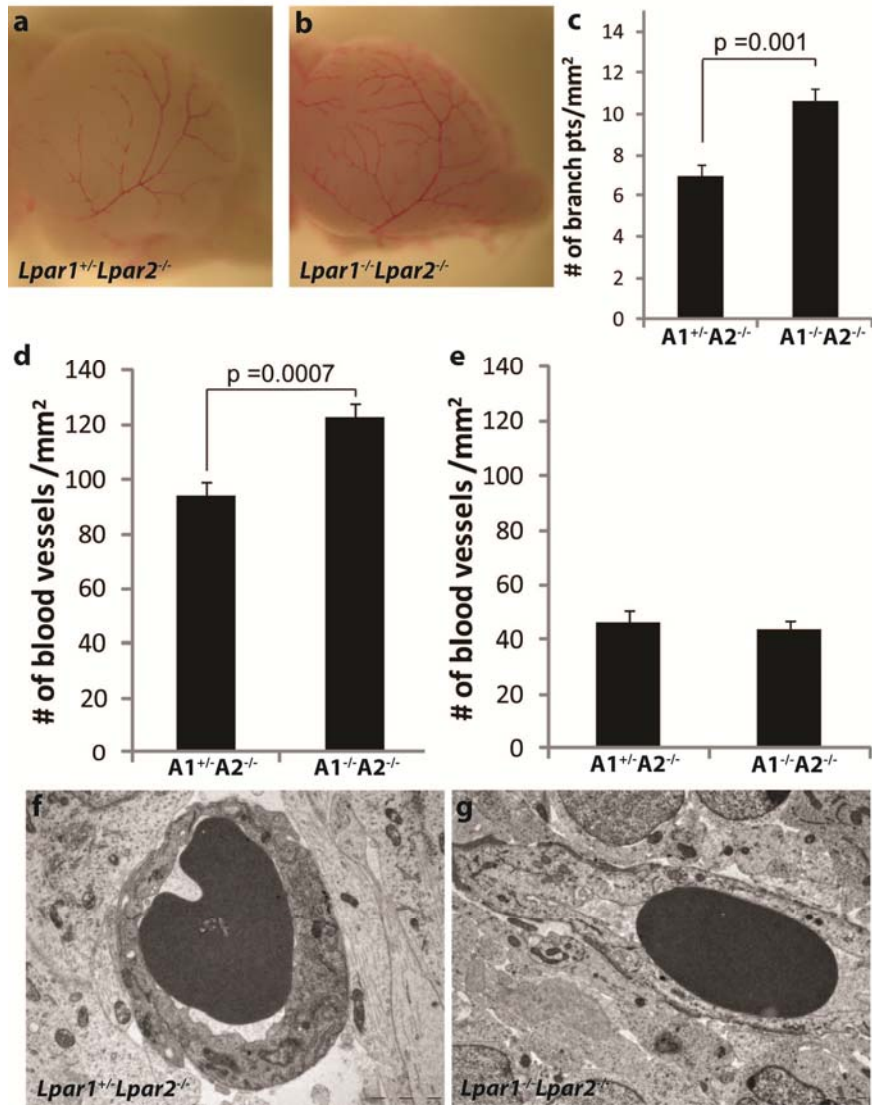 a
Lpar1+/-Lpar2-/-
b
Lpar1-/-Lpar2-/-
c
# of branch pts/mm²
14
12
10
8
6
4
2
0
p =0.001
A1+/-A2-/-
A1-/-A2-/-
d
# of blood vessels /mm²
140
120
100
80
60
40
20
0
p =0.0007
A1+/-A2-/-
A1-/-A2-/-
e
# of blood vessels /mm²
140
120
100
80
60
40
20
0
A1+/-A2-/-
A1-/-A2-/-
f
Lpar1+/-Lpar2-/-
g
Lpar1-/-Lpar2-/-